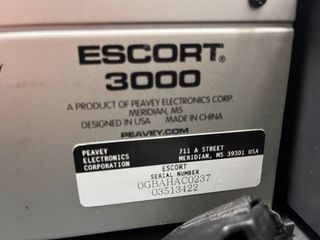 ESCORT®
3000
A PRODUCT OF PEAVEY ELECTRONICS CORP.
MERIDIAN, MS
DESIGNED IN USA MADE IN CHINA
PEAVEY.COM
PEAVEY ELECTRONICS CORPORATION
711 A STREET
MERIDIAN, MS 39301 USA
ESCORT
SERIAL NUMBER
0GBAHAC0237
03513422